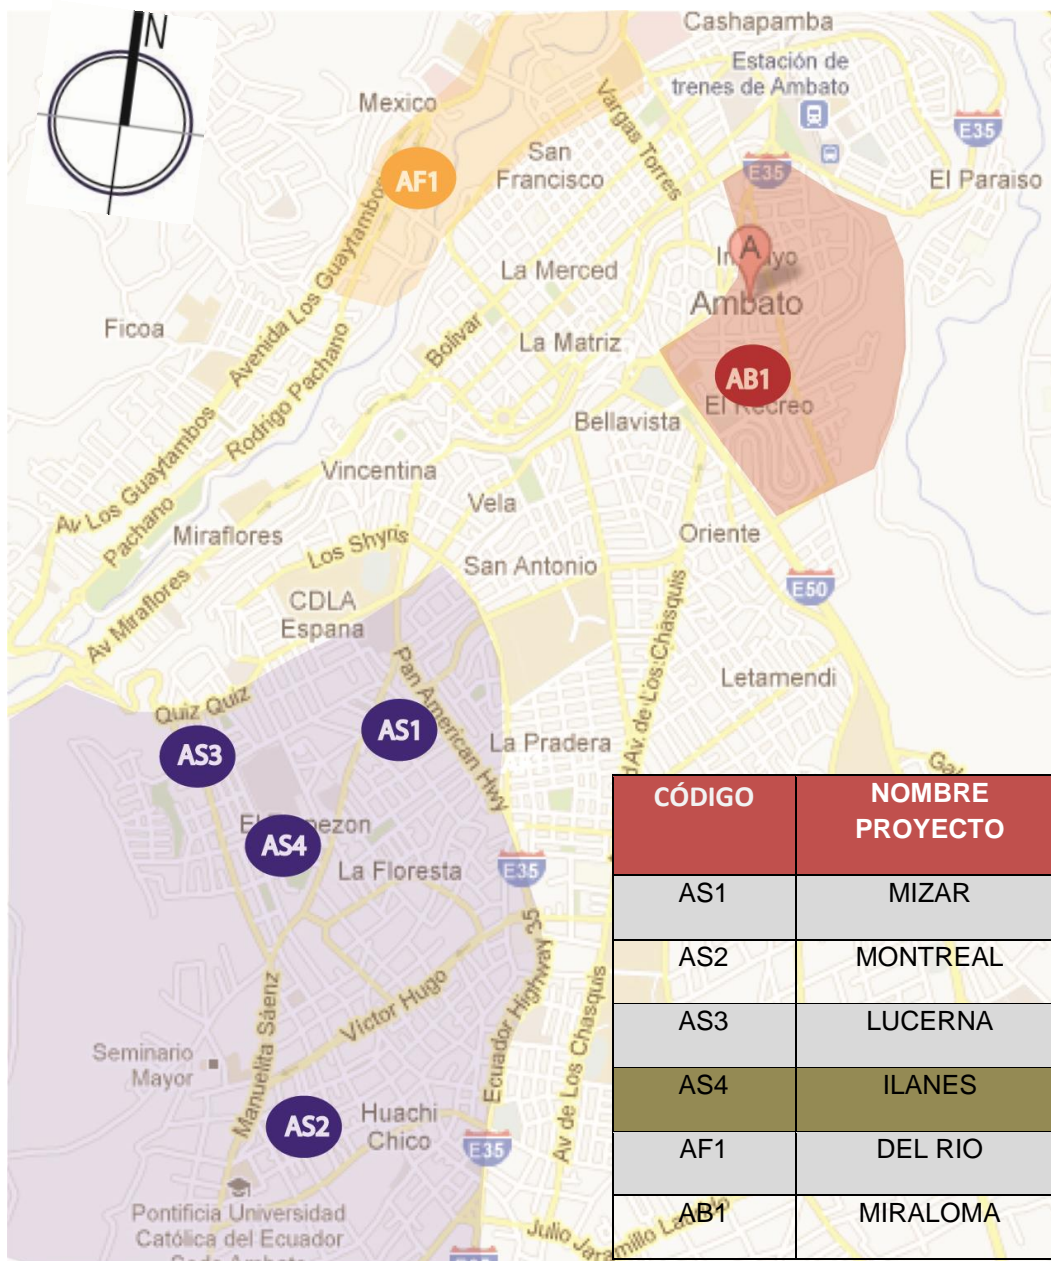 N
Cashapamba
Estación de
trenes de Ambato
Mexico
Vargas Torres
E35
San
Francisco
AF1
E35
El Paraiso
Avenida Los Guaytambos
La Merced
A
Ambato
Ficoa
Bolivar
La Matriz
Rodrigo Pachano
AB1
El Recreo
Bellavista
Av Los Guaytambos
Vincentina
Vela
Pachano
Miraflores
Los Shyris
Oriente
San Antonio
E50
CDLA
Espana
Av Miraflores
Pan American Hwy
Av de Los Chasquis
Letamendi
Quiz Quiz
AS1
La Pradera
AS3
AS4
La Floresta
E35
Ecuador Highway 35
Victor Hugo
Manuelita Sáenz
Av de Los Chasquis
Seminario
Mayor
AS2
Huachi
Chico
E35
Pontificia Universidad
Católica del Ecuador
Sede Ambato
Julio Jaramillo Laudo
CÓDIGO NOMBRE
PROYECTO
AS1 MIZAR
AS2 MONTREAL
AS3 LUCERNA
AS4 ILANES
AF1 DEL RIO
AB1 MIRALOMA